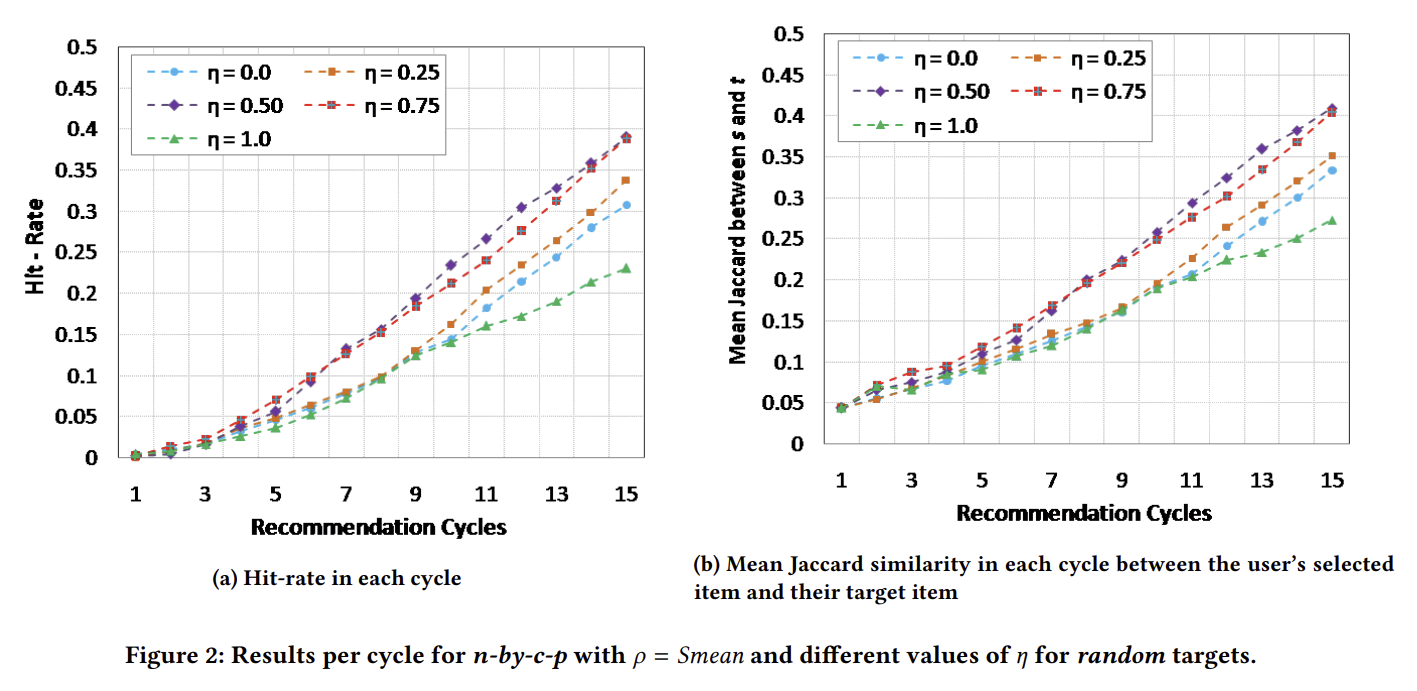 0.5
0.45
0.4
0.35
0.3
0.25
0.2
0.15
0.1
0.05
0
Hit - Rate
η = 0.0
η = 0.25
η = 0.50
η = 0.75
η = 1.0
1 3 5 7 9 11 13 15
Recommendation Cycles
(a) Hit-rate in each cycle
0.5
0.45
0.4
0.35
0.3
0.25
0.2
0.15
0.1
0.05
0
Mean Jaccard between s and t
η = 0.0
η = 0.25
η = 0.50
η = 0.75
η = 1.0
1 3 5 7 9 11 13 15
Recommendation Cycles
(b) Mean Jaccard similarity in each cycle between the user's selected
item and their target item
Figure 2: Results per cycle for n-by-c-p with ρ = Smean and different values of η for random targets.